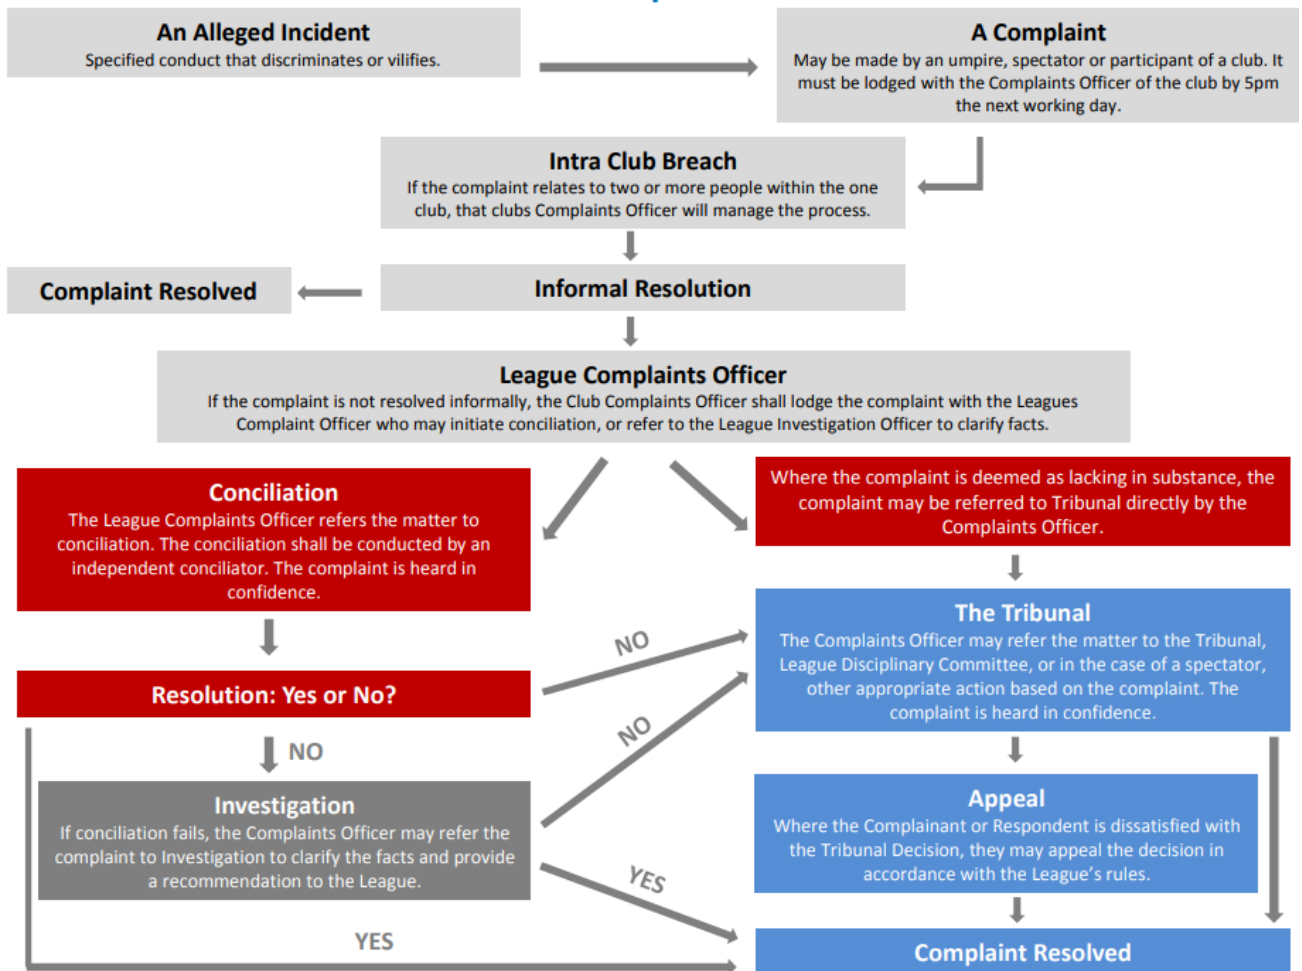 An Alleged Incident
Specified conduct that discriminates or vilifies.
A Complaint
May be made by an umpire, spectator or participant of a club. It
must be lodged with the Complaints Officer of the club by 5pm
the next working day.
Intra Club Breach
If the complaint relates to two or more people within the one
club, that clubs Complaints Officer will manage the process.
Complaint Resolved
Informal Resolution
League Complaints Officer
If the complaint is not resolved informally, the Club Complaints Officer shall lodge the complaint with the Leagues
Complaint Officer who may initiate conciliation, or refer to the League Investigation Officer to clarify facts.
Conciliation
The League Complaints Officer refers the matter to
conciliation. The conciliation shall be conducted by an
independent conciliator. The complaint is heard in
confidence.
Where the complaint is deemed as lacking in substance, the
complaint may be referred to Tribunal directly by the
Complaints Officer.
Resolution: Yes or No?
NO
The Tribunal
The Complaints Officer may refer the matter to the Tribunal,
League Disciplinary Committee, or in the case of a spectator,
other appropriate action based on the complaint. The
complaint is heard in confidence.
NO
NO
Investigation
If conciliation fails, the Complaints Officer may refer the
complaint to Investigation to clarify the facts and provide
a recommendation to the League.
Appeal
Where the Complainant or Respondent is dissatisfied with
the Tribunal Decision, they may appeal the decision in
accordance with the League's rules.
YES
YES
Complaint Resolved